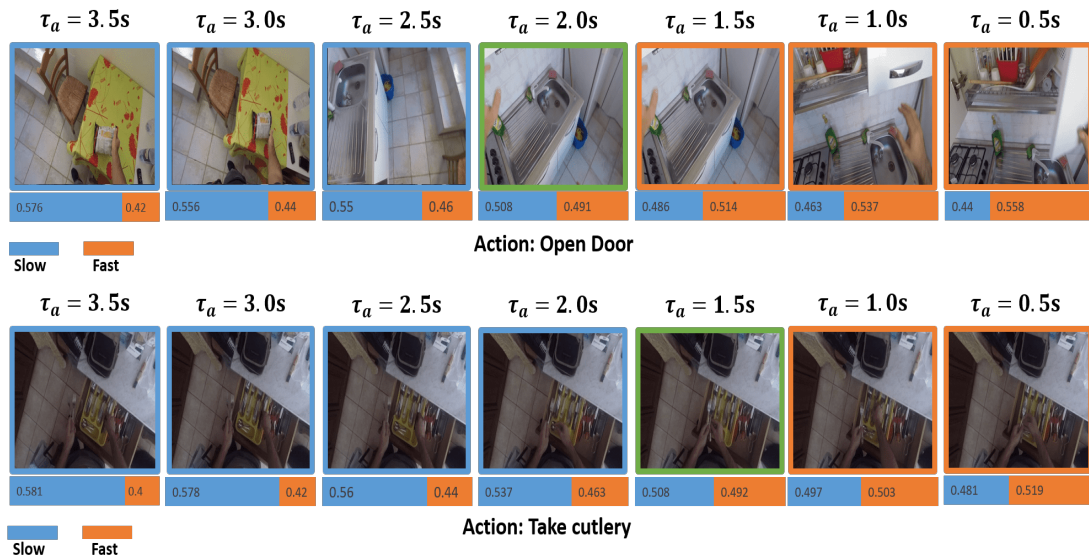 τₐ = 3.5s τₐ = 3.0s τₐ = 2.5s τₐ = 2.0s τₐ = 1.5s τₐ = 1.0s τₐ = 0.5s
0.576 0.42 0.556 0.44 0.55 0.46 0.508 0.491 0.486 0.514 0.463 0.537 0.44 0.558
Action: Open Door
Slow Fast
τₐ = 3.5s τₐ = 3.0s τₐ = 2.5s τₐ = 2.0s τₐ = 1.5s τₐ = 1.0s τₐ = 0.5s
0.581 0.4 0.578 0.42 0.56 0.44 0.537 0.463 0.508 0.492 0.497 0.503 0.481 0.519
Action: Take cutlery
Slow Fast